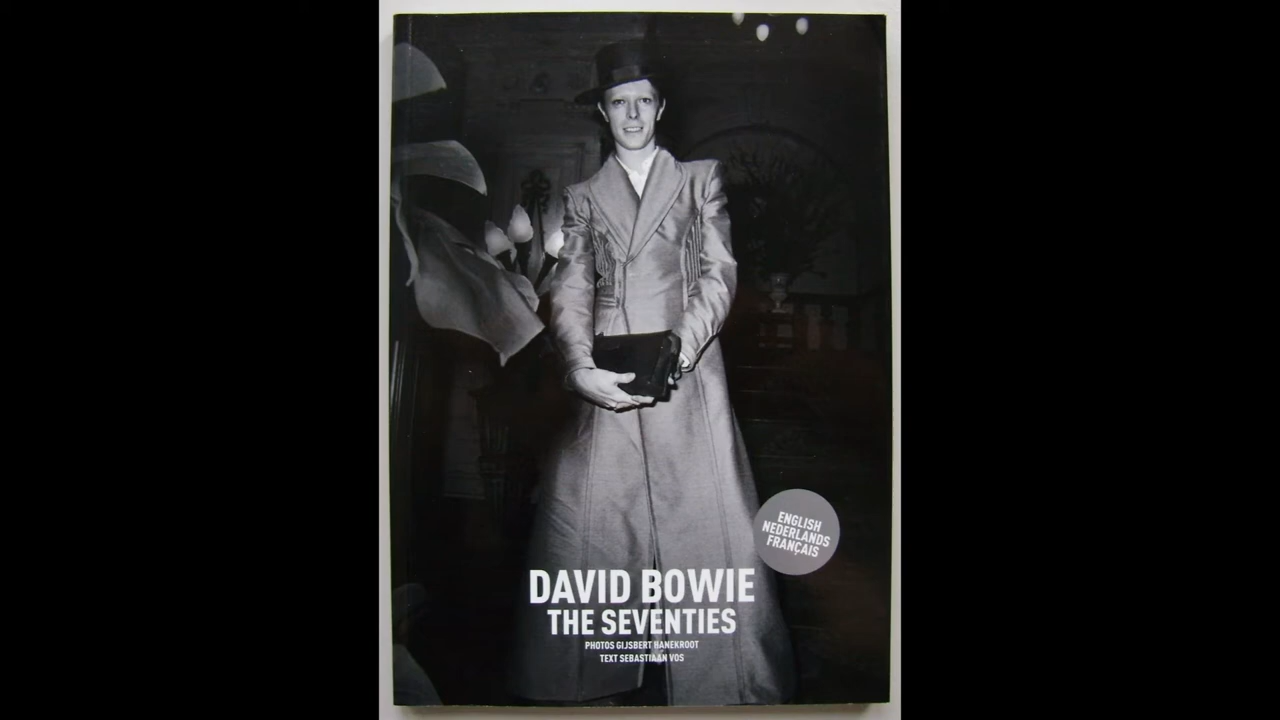 ENGLISH
NEDERLANDS
FRANÇAIS
DAVID BOWIE
THE SEVENTIES
PHOTOS GIJSBERT HANEKROOT
TEXT SEBASTIAAN VOS